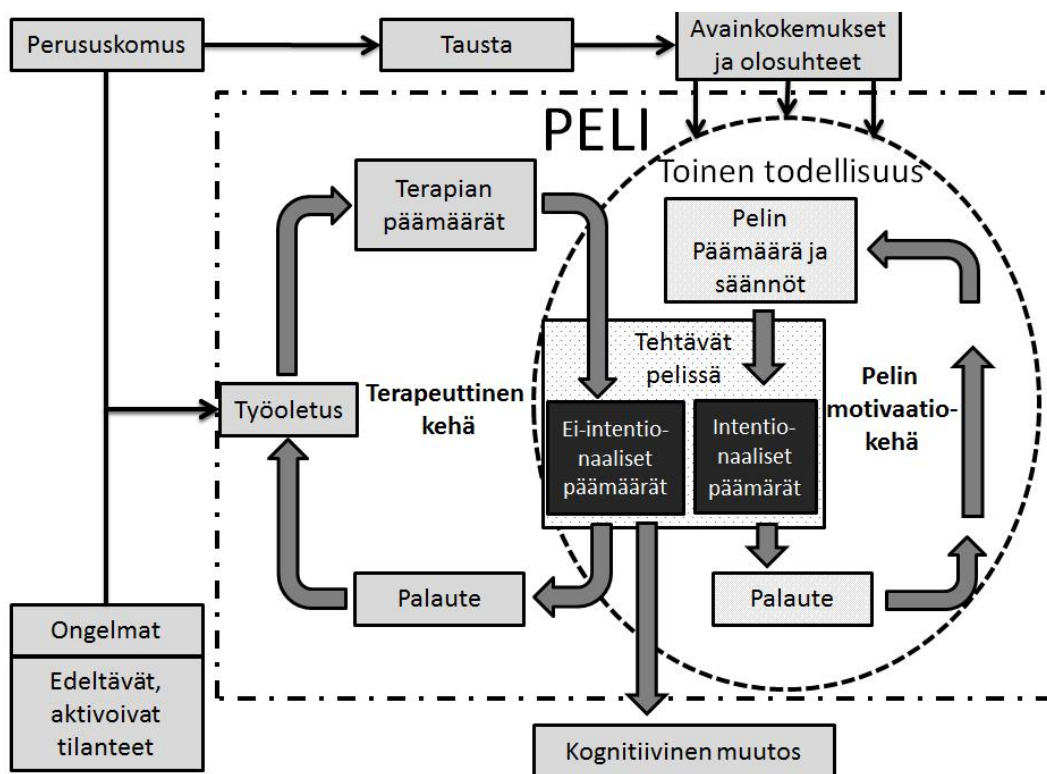 Perususkomus
Tausta
Avainkokemukset
ja olosuhteet
PELI
Toinen todellisuus
Terapian
päämäärät
Pelin
Päämäärä ja
säännöt
Tehtävät
pelissä
Työoletus
Terapeuttinen
kehä
Ei-intentio-
naaliset
päämäärät
Intentio-
naaliset
päämärät
Pelin
motivaatio-
kehä
Palaute
Palaute
Ongelmat
Edeltävät,
aktivoivat
tilanteet
Kognitiivinen muutos